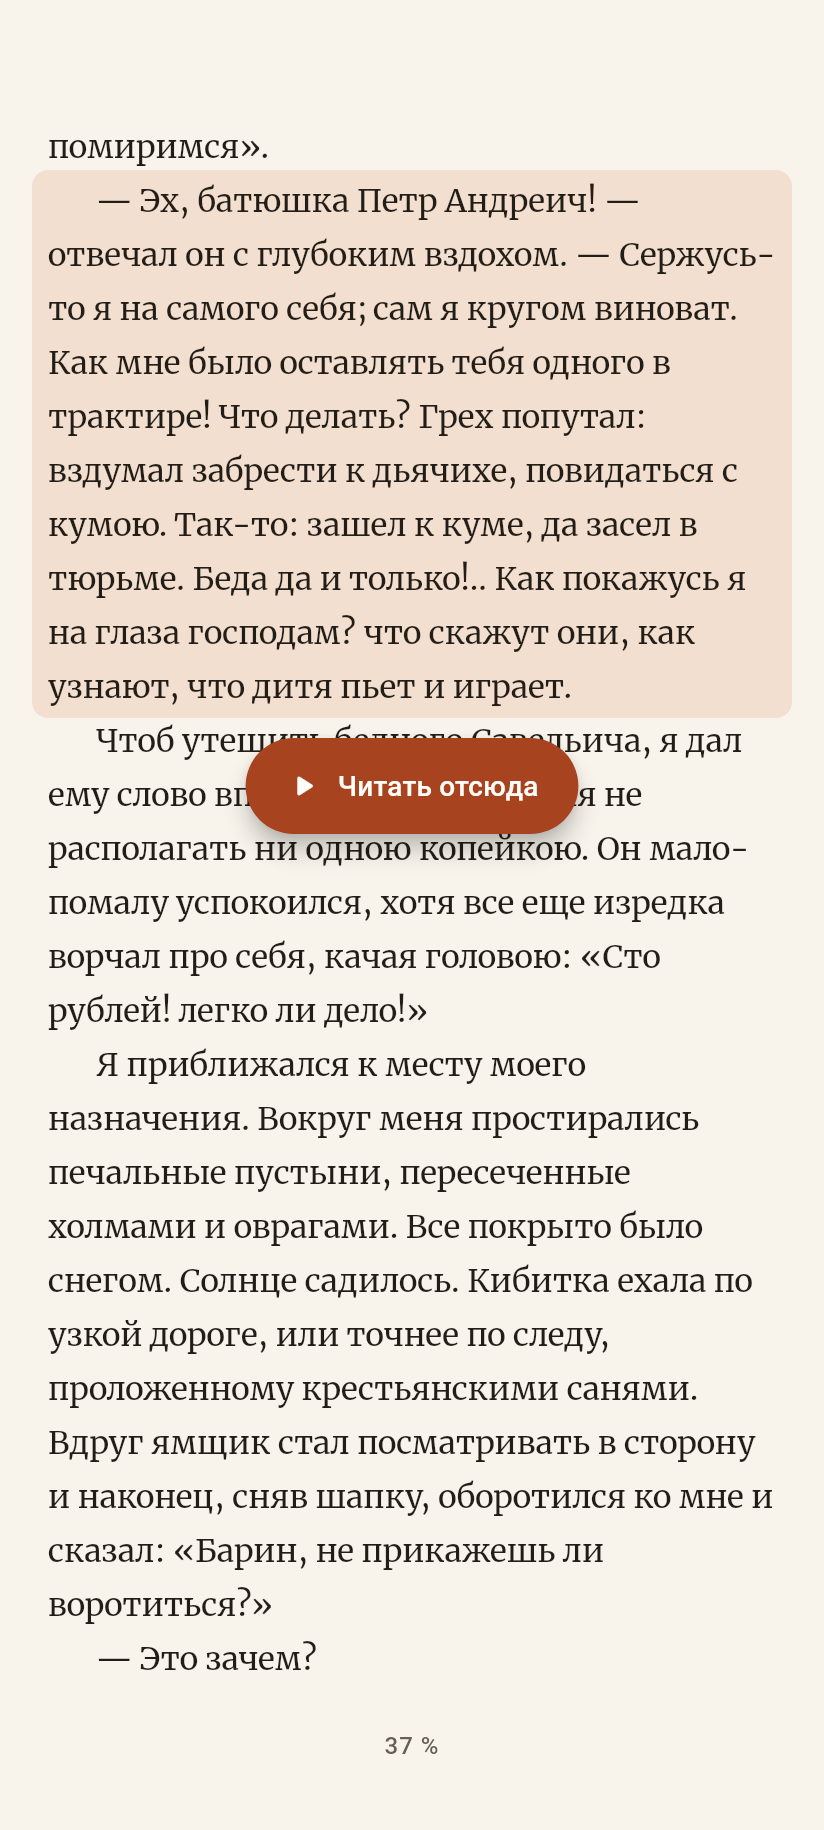 помиримся».
— Эх, батюшка Петр Андреич! —
отвечал он с глубоким вздохом. — Сержусь-
то я на самого себя; сам я кругом виноват.
Как мне было оставлять тебя одного в
трактире! Что делать? Грех попутал:
вздумал забрести к дьячихе, повидаться с
кумою. Так-то: зашел к куме, да засел в
тюрьме. Беда да и только!.. Как покажусь я
на глаза господам? что скажут они, как
узнают, что дитя пьет и играет.
Чтоб утешить бедного Савельича, я дал
ему слово не
Читать отсюда
располагать ни одною копейкою. Он мало-
помалу успокоился, хотя все еще изредка
ворчал про себя, качая головою: «Сто
рублей! легко ли дело!»
Я приближался к месту моего
назначения. Вокруг меня простирались
печальные пустыни, пересеченные
холмами и оврагами. Все покрыто было
снегом. Солнце садилось. Кибитка ехала по
узкой дороге, или точнее по следу,
проложенному крестьянскими санями.
Вдруг ямщик стал посматривать в сторону
и наконец, сняв шапку, оборотился ко мне и
сказал: «Барин, не прикажешь ли
воротиться?»
— Это зачем?
37 %